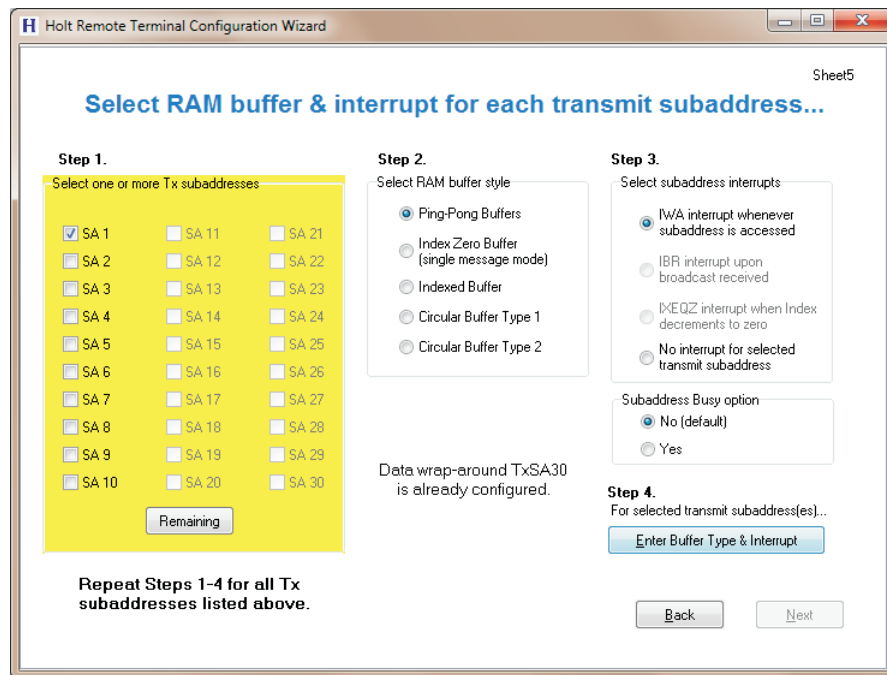 H Holt Remote Terminal Configuration Wizard
Sheet5
Select RAM buffer & interrupt for each transmit subaddress...
Step 1.
Select one or more Tx subaddresses
SA 1
SA 2
SA 3
SA 4
SA 5
SA 6
SA 7
SA 8
SA 9
SA 10
SA 11
SA 12
SA 13
SA 14
SA 15
SA 16
SA 17
SA 18
SA 19
SA 20
SA 21
SA 22
SA 23
SA 24
SA 25
SA 26
SA 27
SA 28
SA 29
SA 30
Remaining
Repeat Steps 1-4 for all Tx
subaddresses listed above.
Step 2.
Select RAM buffer style
Ping-Pong Buffers
Index Zero Buffer
(single message mode)
Indexed Buffer
Circular Buffer Type 1
Circular Buffer Type 2
Data wrap-around TxSA30
is already configured.
Step 3.
Select subaddress interrupts
IWA interrupt whenever
subaddress is accessed
IBR interrupt upon
broadcast received
IXEQZ interrupt when Index
decrements to zero
No interrupt for selected
transmit subaddress
Subaddress Busy option
No (default)
Yes
Step 4.
For selected transmit subaddress(es)...
Enter Buffer Type & Interrupt
Back
Next